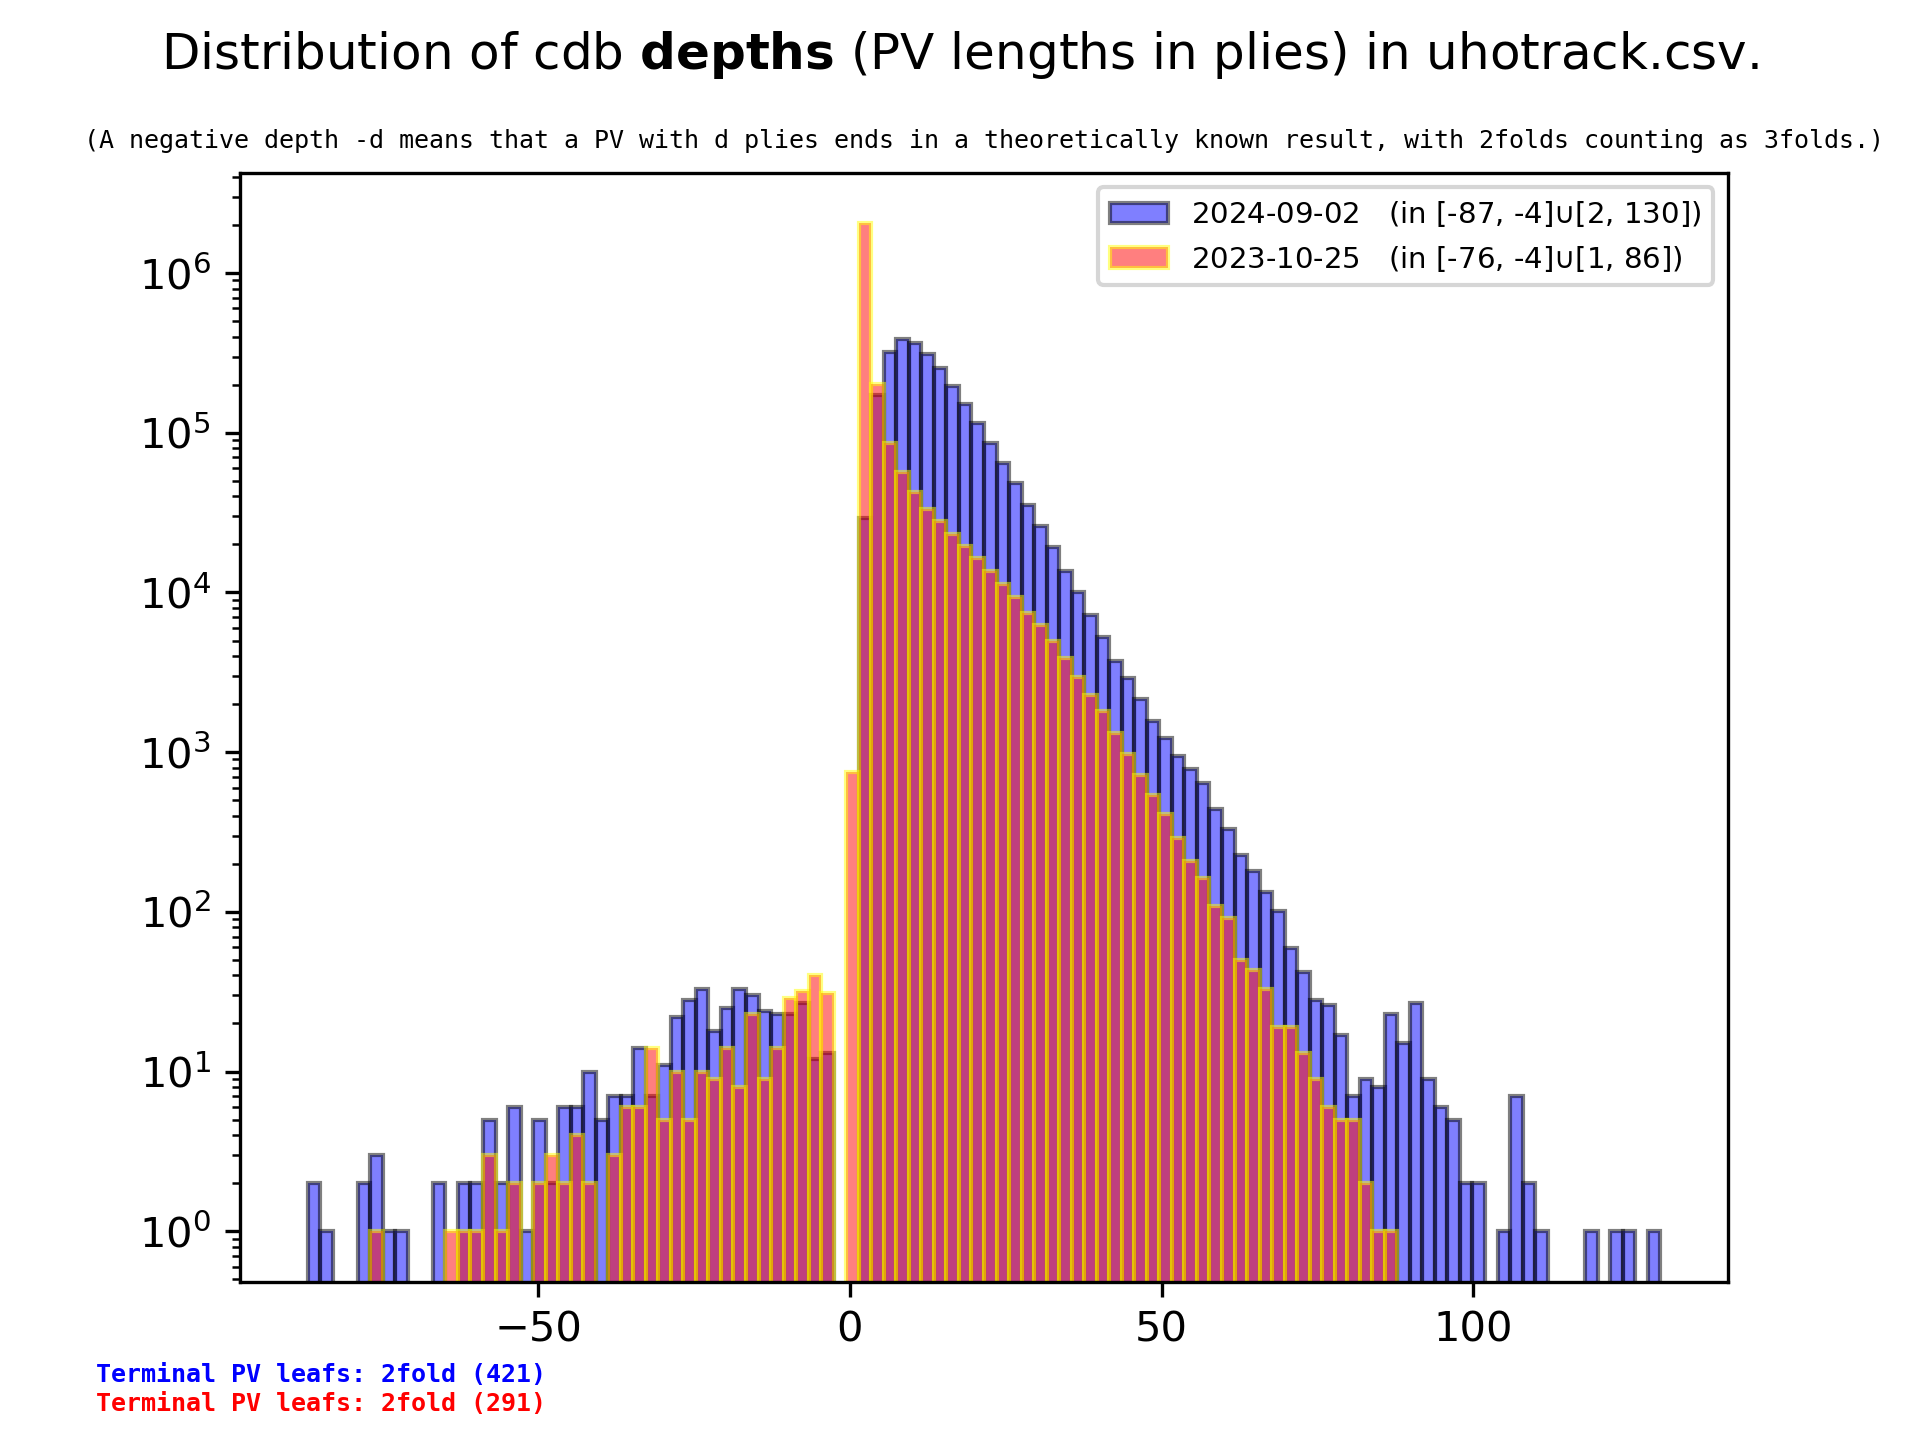 Distribution of cdb depths (PV lengths in plies) in uhotrack.csv.
(A negative depth -d means that a PV with d plies ends in a theoretically known result, with 2folds counting as 3folds.)
2024-09-02 (in [-87, -4]∪[2, 130])
2023-10-25 (in [-76, -4]∪[1, 86])
10⁶
10⁵
10⁴
10³
10²
10¹
10⁰
−50 0 50 100
Terminal PV leafs: 2fold (421)
Terminal PV leafs: 2fold (291)